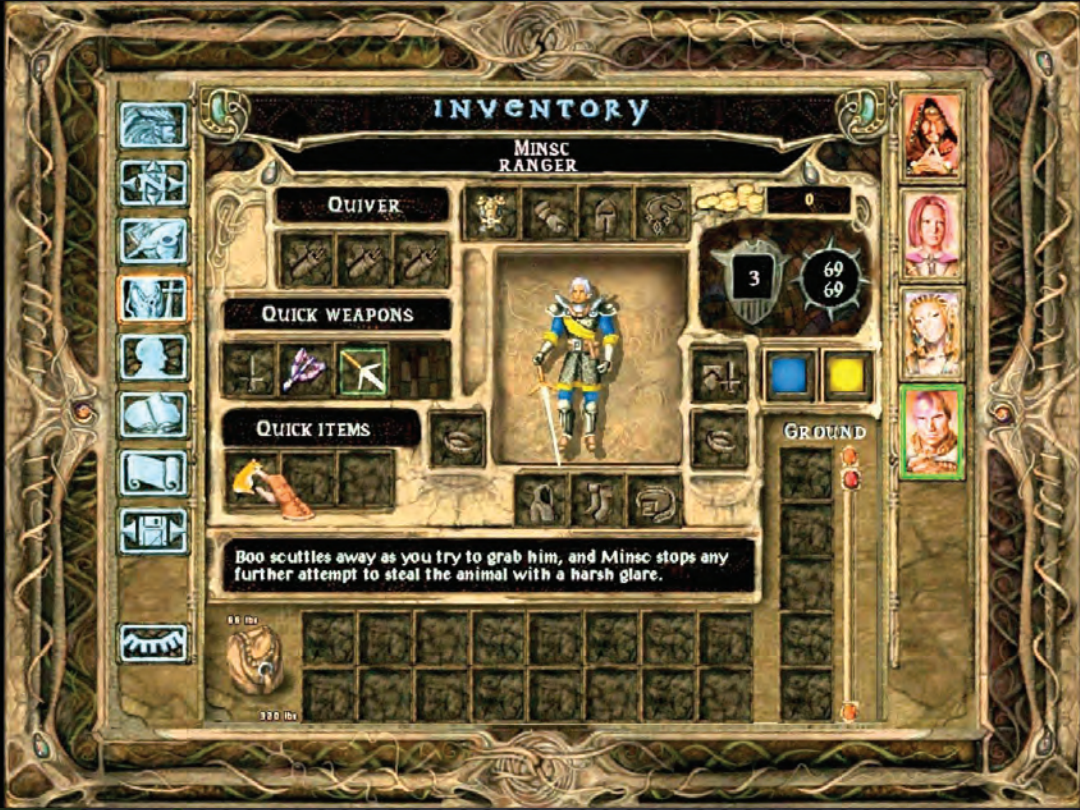 INVENTORY
MINSC
RANGER
QUIVER
0
3
69
69
QUICK WEAPONS
QUICK ITEMS
GROUND
Boo scuttles away as you try to grab him, and Minsc stops any
further attempt to steal the animal with a harsh glare.
lbs
320 lbs